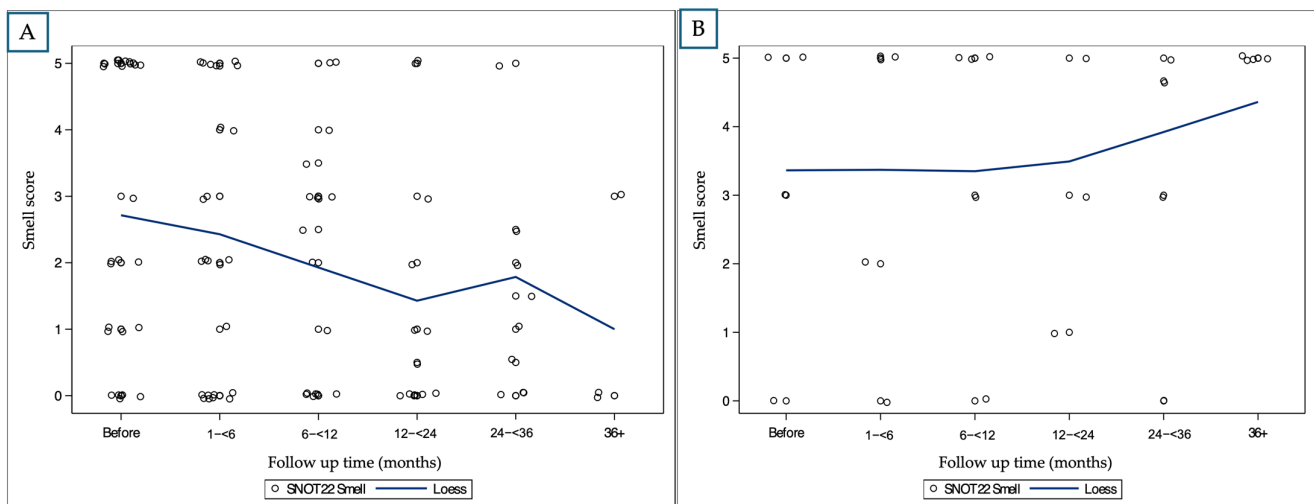 A
Smell score
5
4
3
2
1
0
Before 1-<6 6-<12 12-<24 24-<36 36+
Follow up time (months)
SNOT22 Smell Loess
B
Smell score
5
4
3
2
1
0
Before 1-<6 6-<12 12-<24 24-<36 36+
Follow up time (months)
SNOT22 Smell Loess